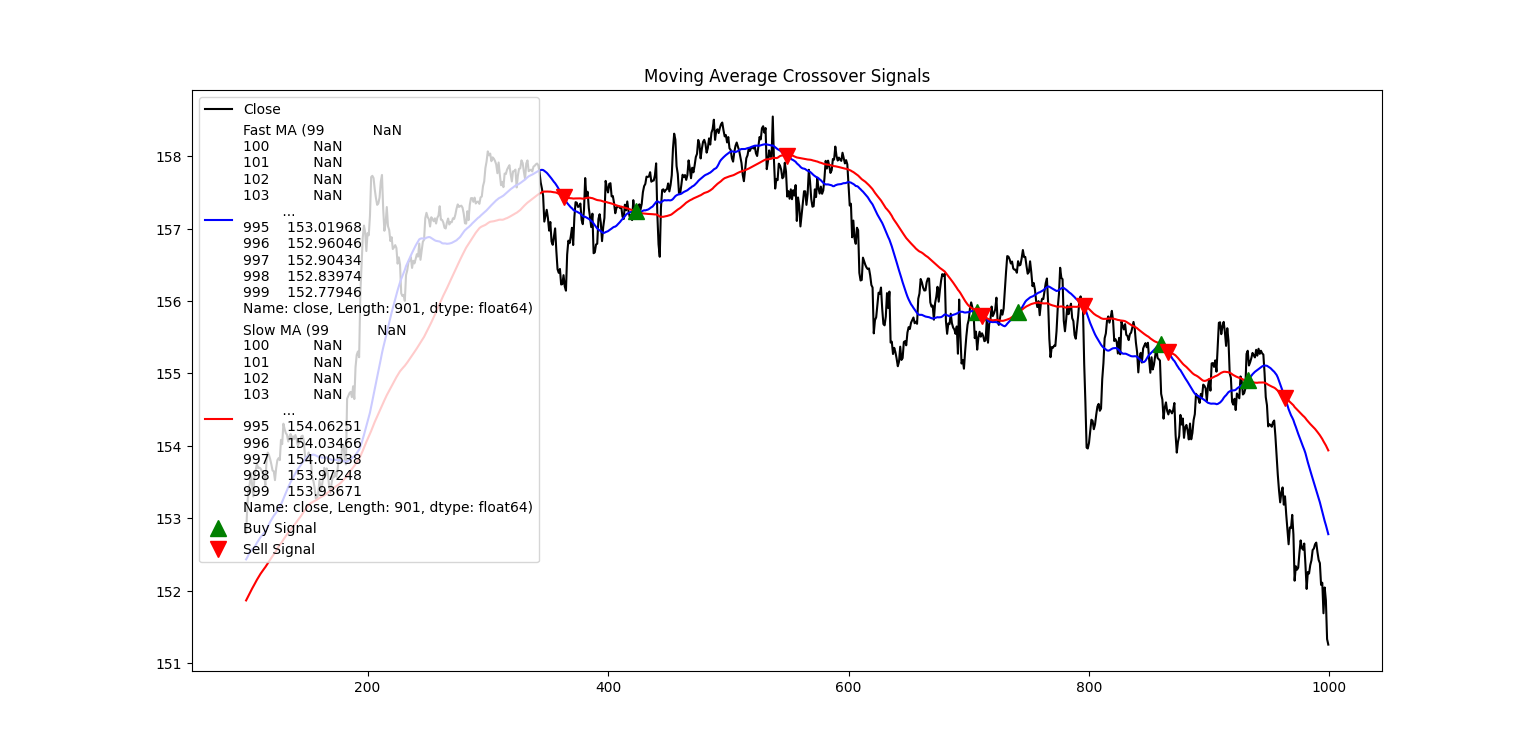 Moving Average Crossover Signals
Close
Fast MA (99 NaN
100 NaN
101 NaN
102 NaN
103 NaN
...
995 153.01968
996 152.96046
997 152.90434
998 152.83974
999 152.77946
Name: close, Length: 901, dtype: float64)
Slow MA (99 NaN
100 NaN
101 NaN
102 NaN
103 NaN
...
995 154.06251
996 154.03466
997 154.00538
998 153.97248
999 153.93671
Name: close, Length: 901, dtype: float64)
Buy Signal
Sell Signal
158
157
156
155
154
153
152
151
200 400 600 800 1000